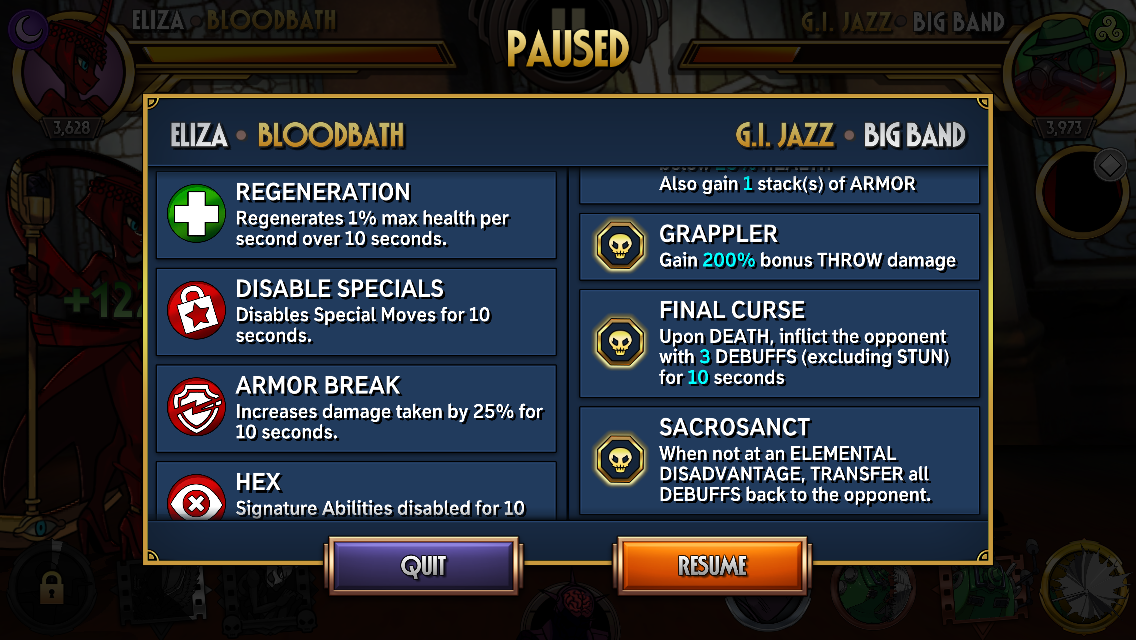 ELIZA • BLOODBATH
PAUSED
G.I. JAZZ • BIG BAND
3,628
3,973
ELIZA • BLOODBATH
G.I. JAZZ • BIG BAND
REGENERATION
Regenerates 1% max health per
second over 10 seconds.
DISABLE SPECIALS
Disables Special Moves for 10
seconds.
ARMOR BREAK
Increases damage taken by 25% for
10 seconds.
HEX
Signature Abilities disabled for 10
Also gain 1 stack(s) of ARMOR
GRAPPLER
Gain 200% bonus THROW damage
FINAL CURSE
Upon DEATH, inflict the opponent
with 3 DEBUFFS (excluding STUN)
for 10 seconds
SACROSANCT
When not at an ELEMENTAL
DISADVANTAGE, TRANSFER all
DEBUFFS back to the opponent.
QUIT
RESUME